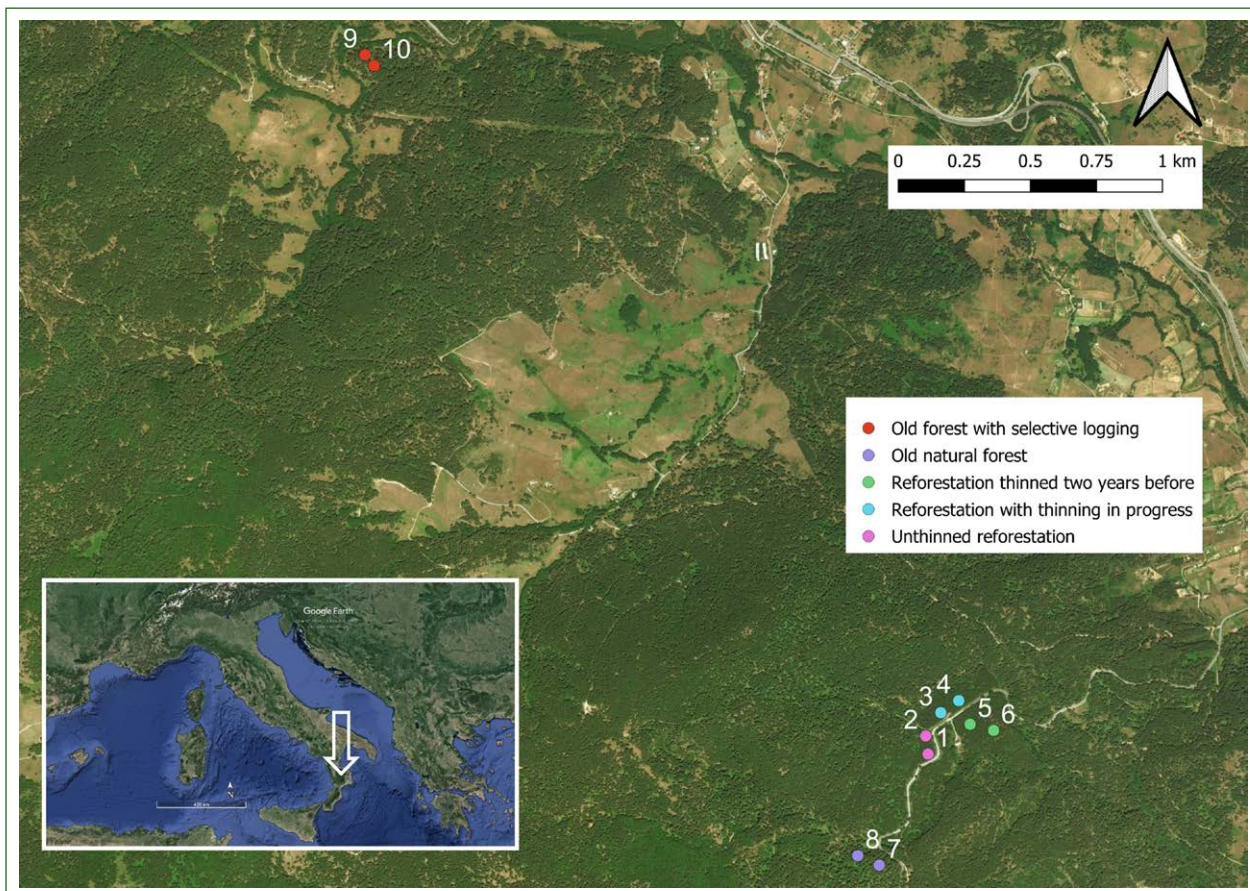 9
10
0 0.25 0.5 0.75 1 km
Old forest with selective logging
Old natural forest
Reforestation thinned two years before
Reforestation with thinning in progress
Unthinned reforestation
Google Earth
N
4
3
5
6
2
1
8
7